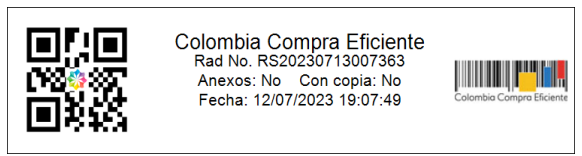 Colombia Compra Eficiente
Rad No. RS20230713007363
Anexos: No    Con copia: No
Fecha: 12/07/2023 19:07:49
Colombia Compra Eficiente